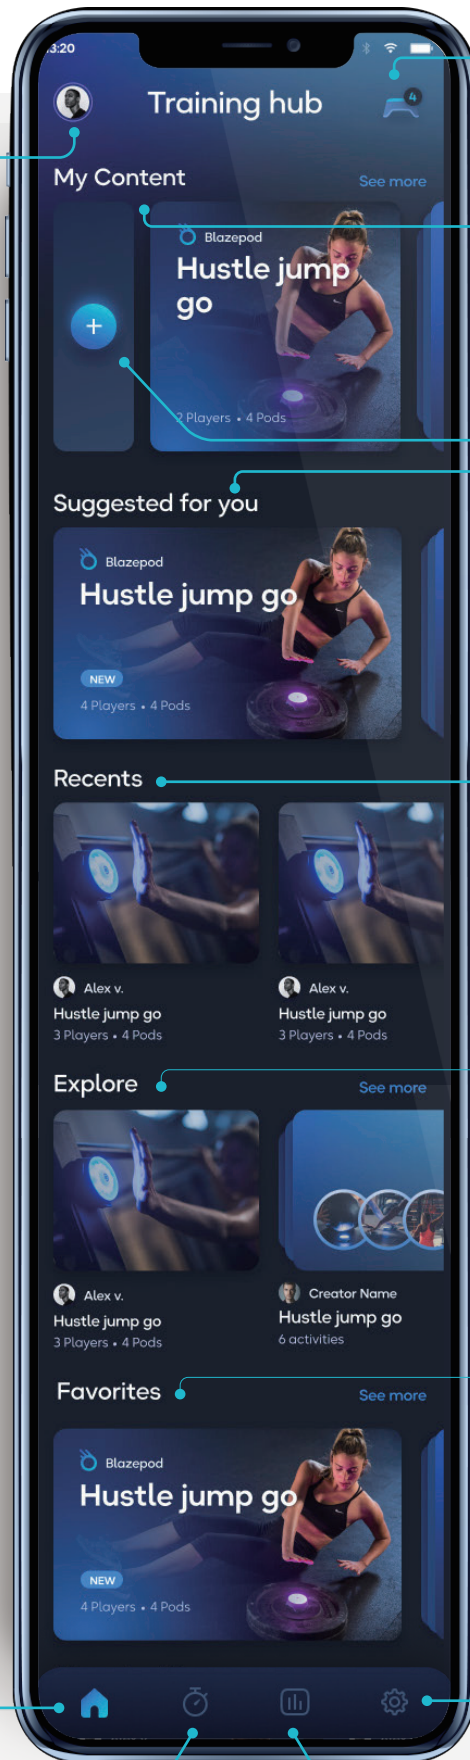 3:20
4
Training hub
My Content
See more
Blazepod
Hustle jump
go
2 Players • 4 Pods
Suggested for you
Blazepod
Hustle jump go
NEW
4 Players • 4 Pods
Recents
Alex v.
Hustle jump go
3 Players • 4 Pods
Alex v.
Hustle jump go
3 Players • 4 Pods
Explore
See more
Alex v.
Hustle jump go
3 Players • 4 Pods
Creator Name
Hustle jump go
6 activities
Favorites
See more
Blazepod
Hustle jump go
NEW
4 Players • 4 Pods